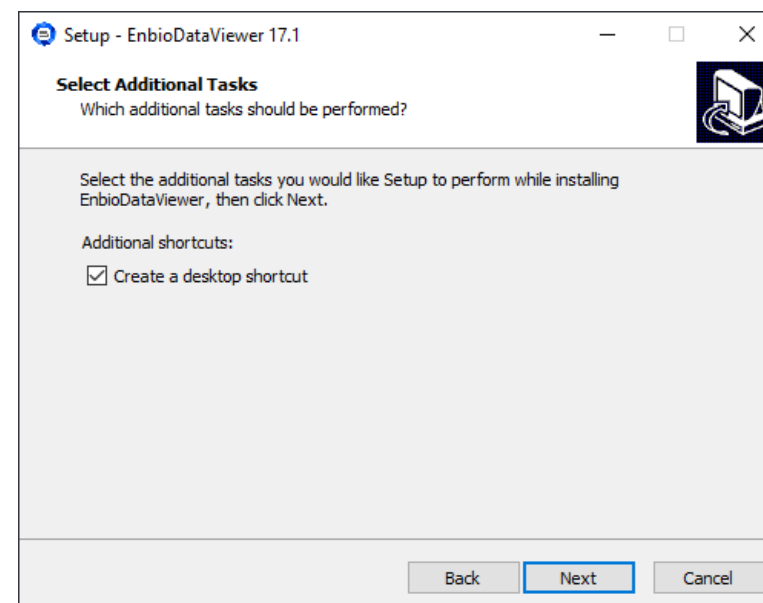 Setup - EnbioDataViewer 17.1
Select Additional Tasks
Which additional tasks should be performed?
Select the additional tasks you would like Setup to perform while installing
EnbioDataViewer, then click Next.
Additional shortcuts:
Create a desktop shortcut
Back
Next
Cancel